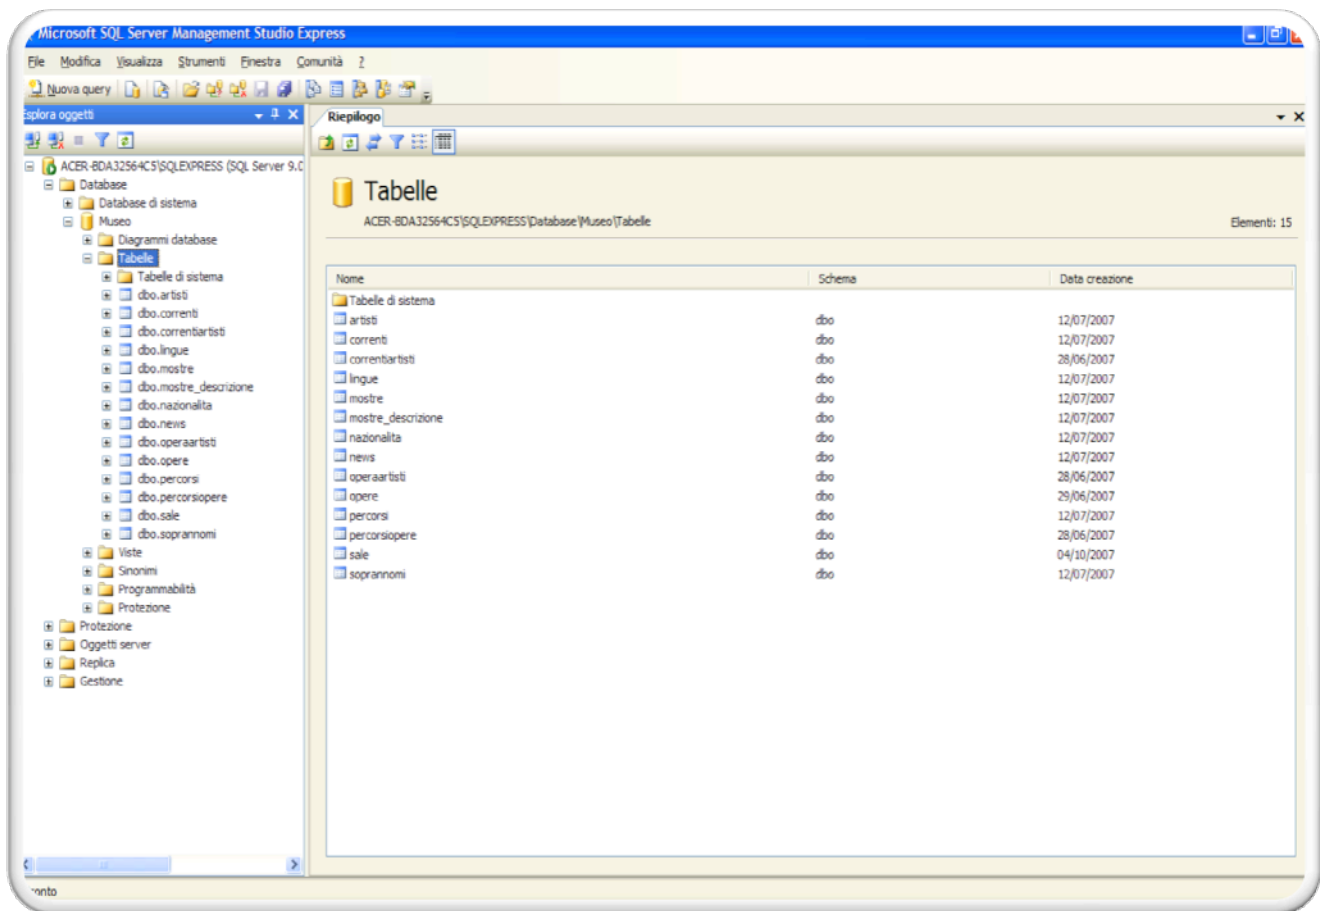 Microsoft SQL Server Management Studio Express
File Modifica Visualizza Strumenti Finestra Comunità ?
Nuova query
Esplora oggetti
ACER-BDA32564C5\SQLEXPRESS (SQL Server 9.0
Database
Database di sistema
Museo
Diagrammi database
Tabelle
Tabelle di sistema
dbo.artisti
dbo.correnti
dbo.correntiartisti
dbo.lingue
dbo.mostre
dbo.mostre_descrizione
dbo.nazionalita
dbo.news
dbo.operaartisti
dbo.opere
dbo.percorsi
dbo.percorsiopere
dbo.sale
dbo.soprannomi
Viste
Sinonimi
Programmabilità
Protezione
Protezione
Oggetti server
Replica
Gestione
Riepilogo
Tabelle
ACER-BDA32564C5\SQLEXPRESS\Database\Museo\Tabelle Elementi: 15
Nome Schema Data creazione
Tabelle di sistema
artisti dbo 12/07/2007
correnti dbo 12/07/2007
correntiartisti dbo 28/06/2007
lingue dbo 12/07/2007
mostre dbo 12/07/2007
mostre_descrizione dbo 12/07/2007
nazionalita dbo 12/07/2007
news dbo 12/07/2007
operaartisti dbo 28/06/2007
opere dbo 29/06/2007
percorsi dbo 12/07/2007
percorsiopere dbo 28/06/2007
sale dbo 04/10/2007
soprannomi dbo 12/07/2007
ronto